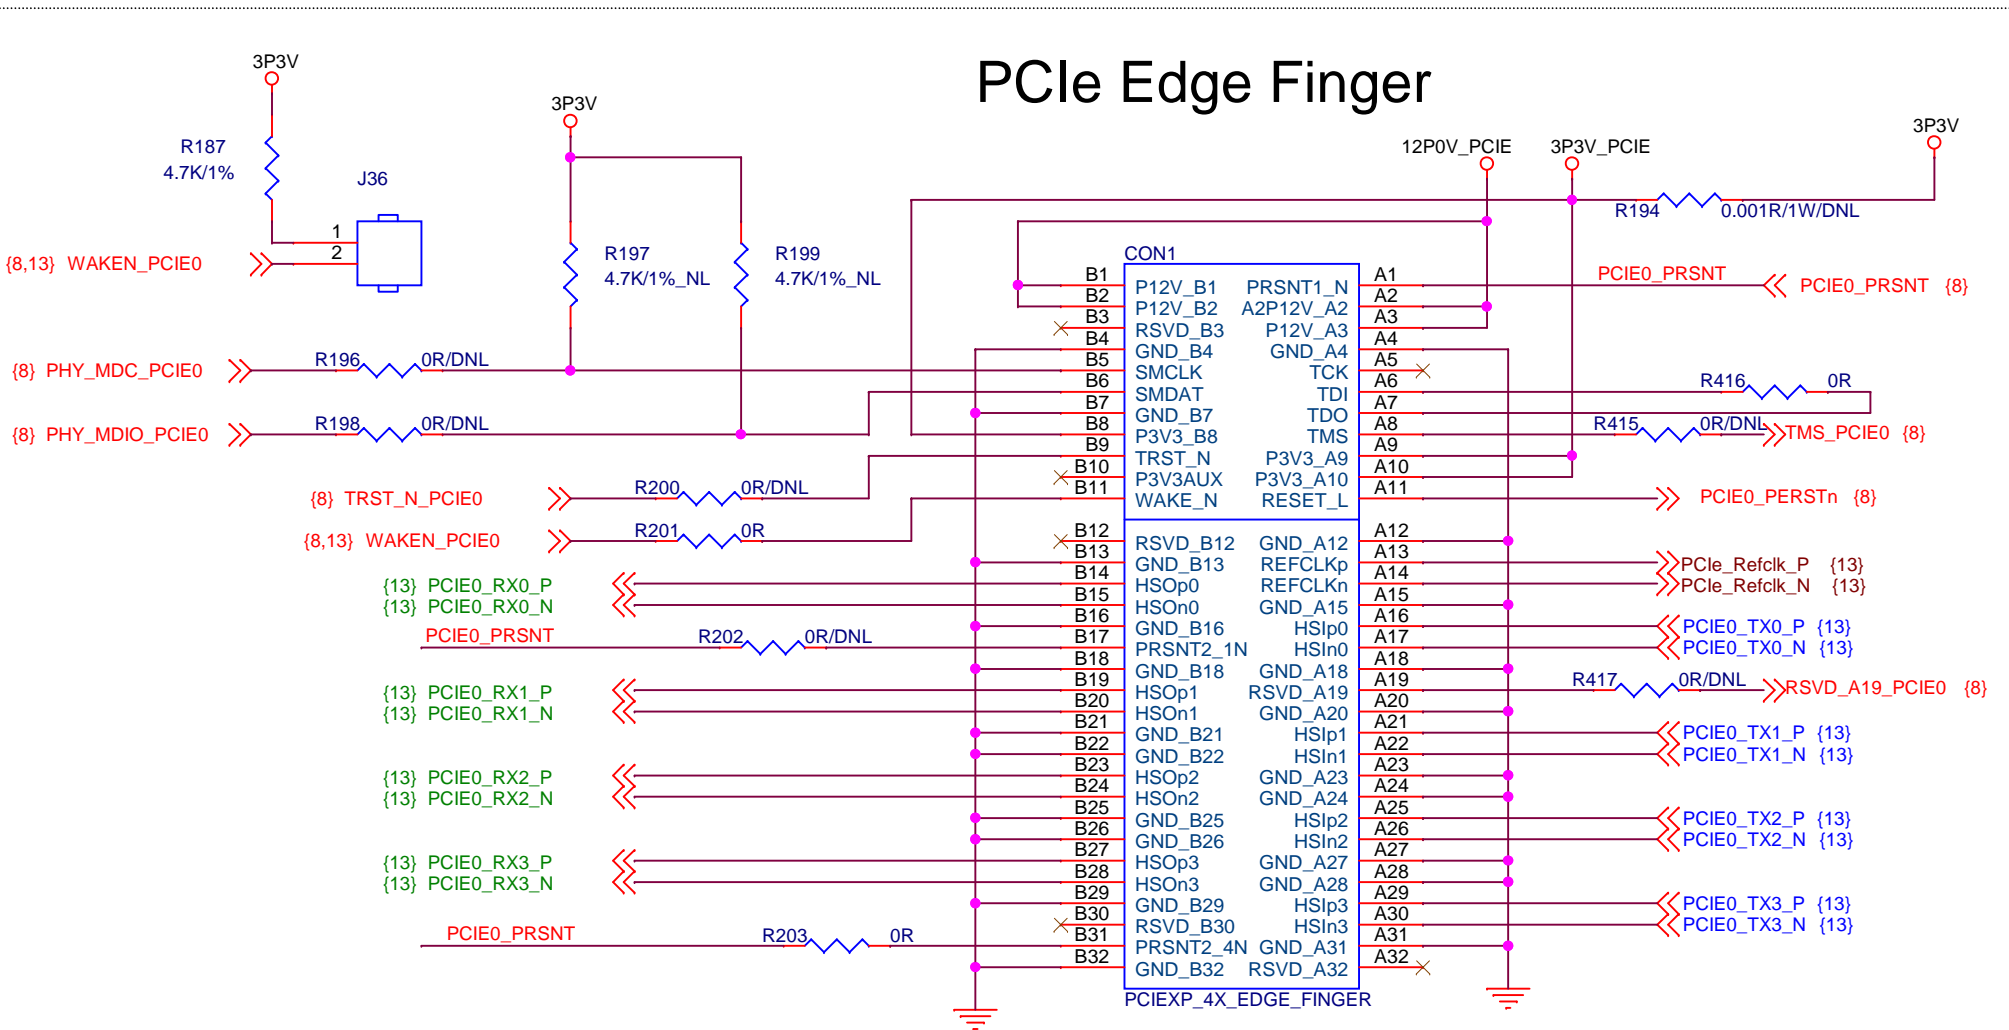 PCIe Edge Finger
3P3V
R187
4.7K/1%
J36
1
2
{8,13} WAKEN_PCIE0
3P3V
R197
4.7K/1%_NL
R199
4.7K/1%_NL
{8} PHY_MDC_PCIE0
R196
0R/DNL
{8} PHY_MDIO_PCIE0
R198
0R/DNL
{8} TRST_N_PCIE0
R200
0R/DNL
{8,13} WAKEN_PCIE0
R201
0R
{13} PCIE0_RX0_P
{13} PCIE0_RX0_N
PCIE0_PRSNT
R202
0R/DNL
{13} PCIE0_RX1_P
{13} PCIE0_RX1_N
{13} PCIE0_RX2_P
{13} PCIE0_RX2_N
{13} PCIE0_RX3_P
{13} PCIE0_RX3_N
PCIE0_PRSNT
R203
0R
12P0V_PCIE
3P3V_PCIE
3P3V
R194
0.001R/1W/DNL
CON1
B1 P12V_B1 PRSNT1_N A1
B2 P12V_B2 A2P12V_A2 A2
B3 RSVD_B3 P12V_A3 A3
B4 GND_B4 GND_A4 A4
B5 SMCLK TCK A5
B6 SMDAT TDI A6
B7 GND_B7 TDO A7
B8 P3V3_B8 TMS A8
B9 TRST_N P3V3_A9 A9
B10 P3V3AUX P3V3_A10 A10
B11 WAKE_N RESET_L A11
B12 RSVD_B12 GND_A12 A12
B13 GND_B13 REFCLKp A13
B14 HSOp0 REFCLKn A14
B15 HSOn0 GND_A15 A15
B16 GND_B16 HSIp0 A16
B17 PRSNT2_1N HSIn0 A17
B18 GND_B18 GND_A18 A18
B19 HSOp1 RSVD_A19 A19
B20 HSOn1 GND_A20 A20
B21 GND_B21 HSIp1 A21
B22 GND_B22 HSIn1 A22
B23 HSOp2 GND_A23 A23
B24 HSOn2 GND_A24 A24
B25 GND_B25 HSIp2 A25
B26 GND_B26 HSIn2 A26
B27 HSOp3 GND_A27 A27
B28 HSOn3 GND_A28 A28
B29 GND_B29 HSIp3 A29
B30 RSVD_B30 HSIn3 A30
B31 PRSNT2_4N GND_A31 A31
B32 GND_B32 RSVD_A32 A32
PCIEXP_4X_EDGE_FINGER
PCIE0_PRSNT
PCIE0_PRSNT {8}
R416
0R
R415
0R/DNL
TMS_PCIE0 {8}
PCIE0_PERSTn {8}
PCIe_Refclk_P {13}
PCIe_Refclk_N {13}
PCIE0_TX0_P {13}
PCIE0_TX0_N {13}
R417
0R/DNL
RSVD_A19_PCIE0 {8}
PCIE0_TX1_P {13}
PCIE0_TX1_N {13}
PCIE0_TX2_P {13}
PCIE0_TX2_N {13}
PCIE0_TX3_P {13}
PCIE0_TX3_N {13}